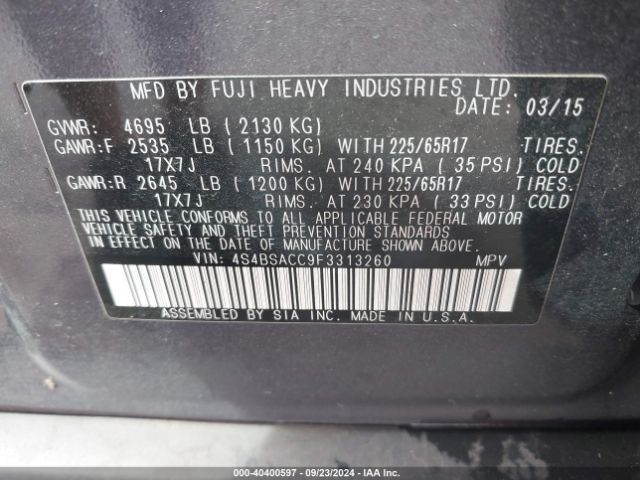 MFD BY FUJI HEAVY INDUSTRIES LTD.
DATE: 03/15
GVWR: 4695 LB ( 2130 KG)
GAWR:F 2535 LB ( 1150 KG) WITH 225/65R17 TIRES.
17X7J RIMS. AT 240 KPA ( 35 PSI) COLD
GAWR:R 2645 LB ( 1200 KG) WITH 225/65R17 TIRES.
17X7J RIMS. AT 230 KPA ( 33 PSI) COLD
THIS VEHICLE CONFORMS TO ALL APPLICABLE FEDERAL MOTOR
VEHICLE SAFETY AND THEFT PREVENTION STANDARDS
IN EFFECT ON THE DATE OF MANUFACTURE SHOWN ABOVE.
VIN: 4S4BSACC9F3313260 MPV
ASSEMBLED BY SIA INC. MADE IN U.S.A.
000-40400597 - 09/23/2024 - IAA Inc.